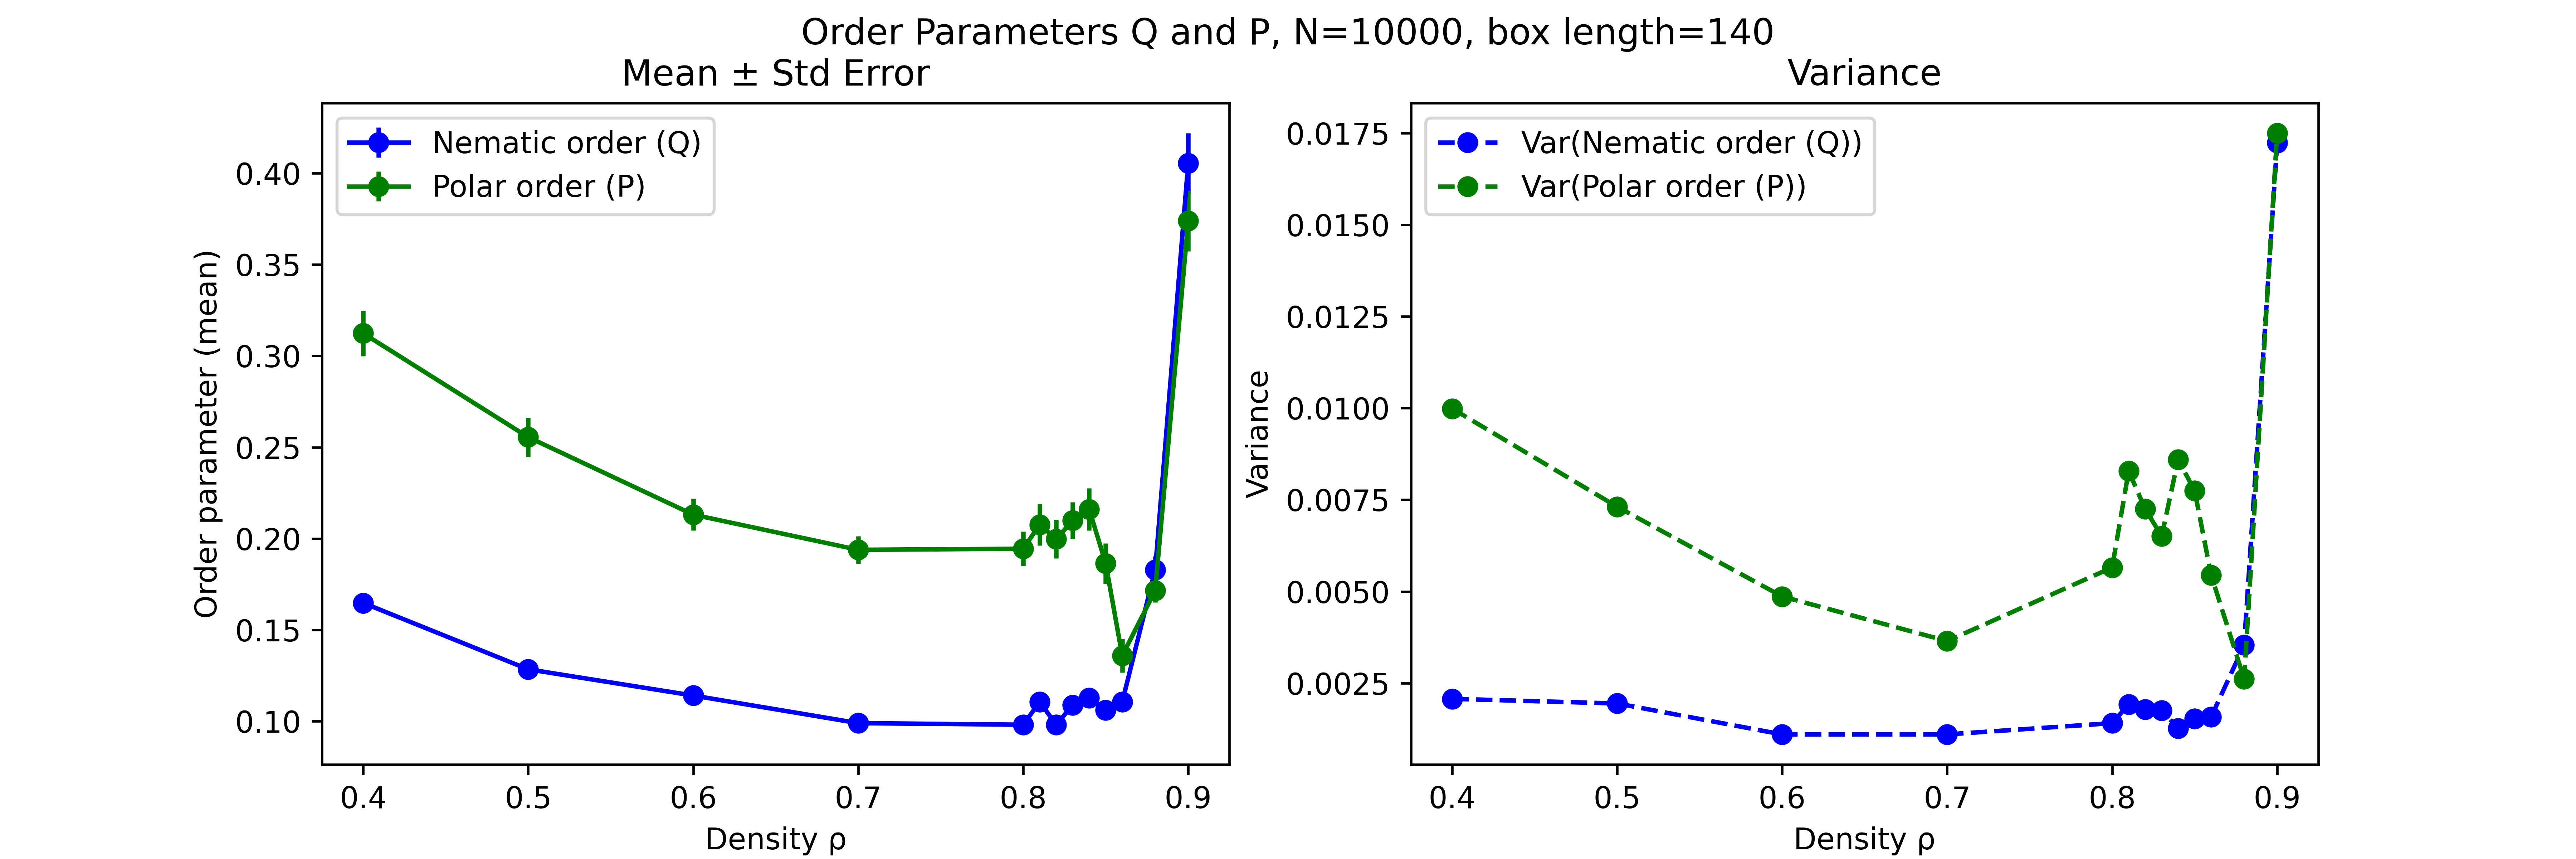 Order Parameters Q and P, N=10000, box length=140
Mean ± Std Error
Nematic order (Q)
Polar order (P)
Order parameter (mean)
0.40
0.35
0.30
0.25
0.20
0.15
0.10
0.4 0.5 0.6 0.7 0.8 0.9
Density ρ
Variance
Var(Nematic order (Q))
Var(Polar order (P))
Variance
0.0175
0.0150
0.0125
0.0100
0.0075
0.0050
0.0025
0.4 0.5 0.6 0.7 0.8 0.9
Density ρ